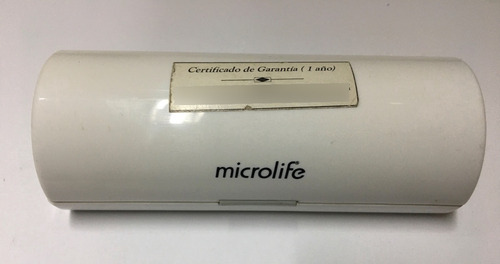 Certificado de Garantía ( 1 año)
microlife